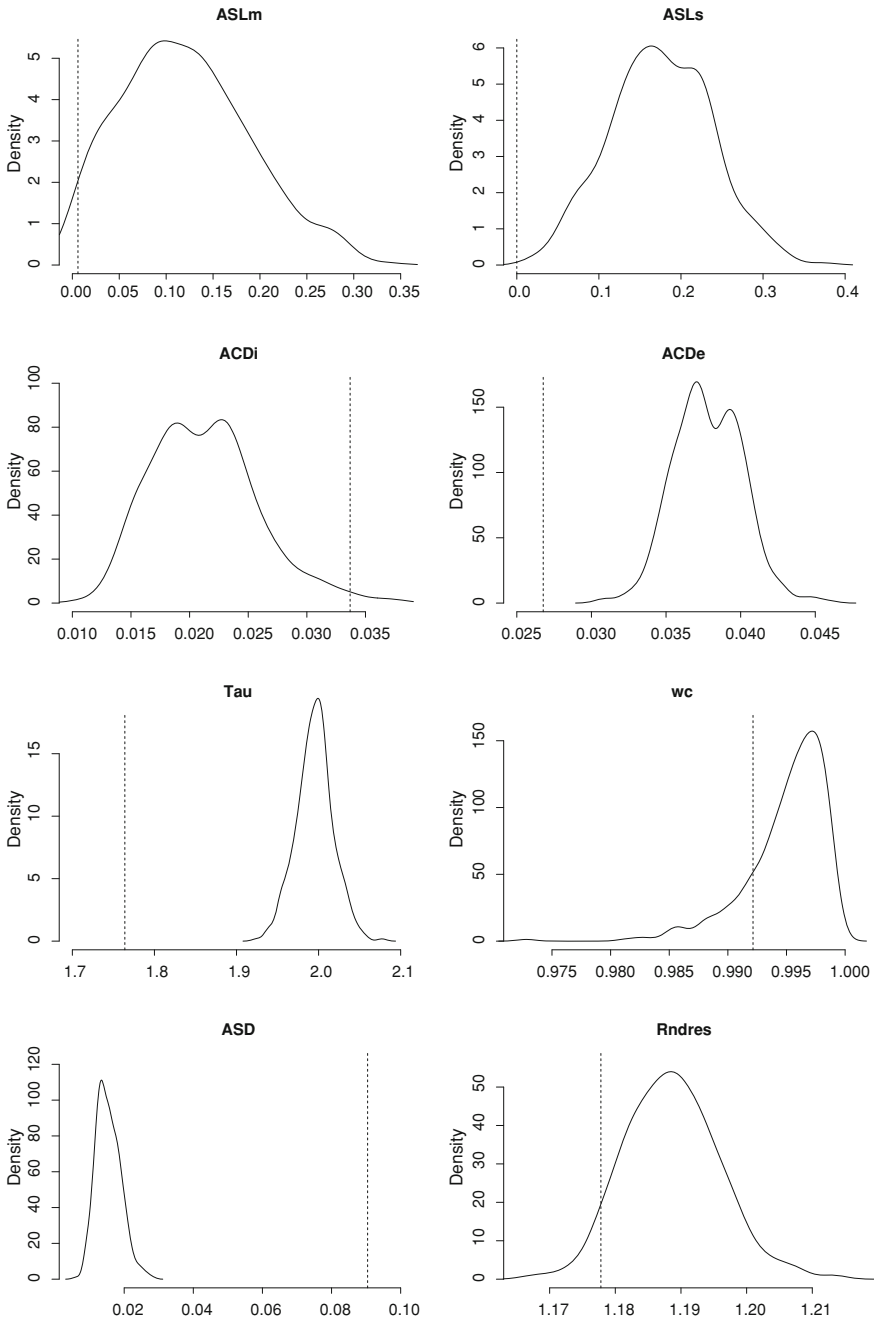 ASLm
Density
0 1 2 3 4 5
0.00 0.05 0.10 0.15 0.20 0.25 0.30 0.35
ASLs
Density
0 1 2 3 4 5 6
0.0 0.1 0.2 0.3 0.4
ACDi
Density
0 20 40 60 80 100
0.010 0.015 0.020 0.025 0.030 0.035
ACDe
Density
0 50 100 150
0.025 0.030 0.035 0.040 0.045
Tau
Density
0 5 10 15
1.7 1.8 1.9 2.0 2.1
wc
Density
0 50 100 150
0.975 0.980 0.985 0.990 0.995 1.000
ASD
Density
0 20 40 60 80 100 120
0.02 0.04 0.06 0.08 0.10
Rndres
Density
0 10 20 30 40 50
1.17 1.18 1.19 1.20 1.21